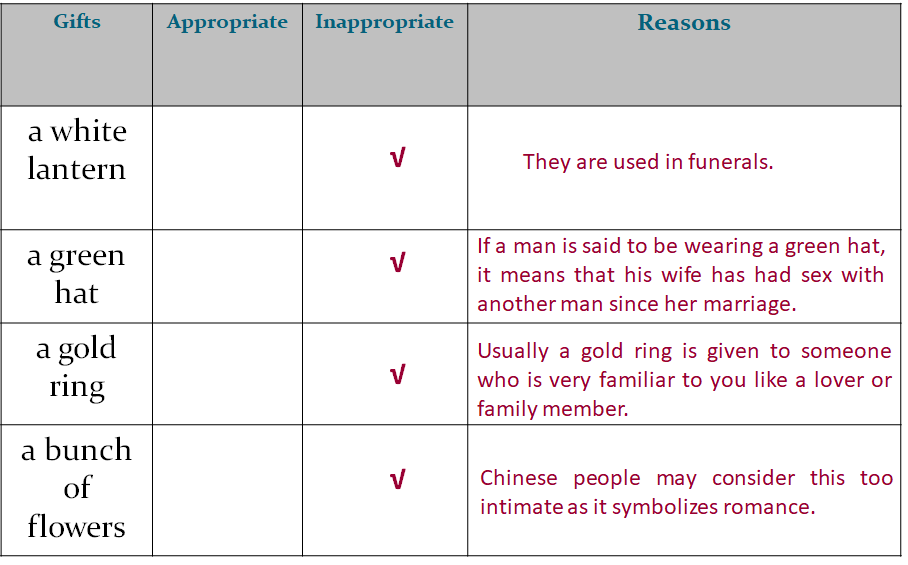 Gifts Appropriate Inappropriate Reasons
a white
lantern
√
They are used in funerals.
a green
hat
√
If a man is said to be wearing a green hat,
it means that his wife has had sex with
another man since her marriage.
a gold
ring
√
Usually a gold ring is given to someone
who is very familiar to you like a lover or
family member.
a bunch
of
flowers
√
Chinese people may consider this too
intimate as it symbolizes romance.